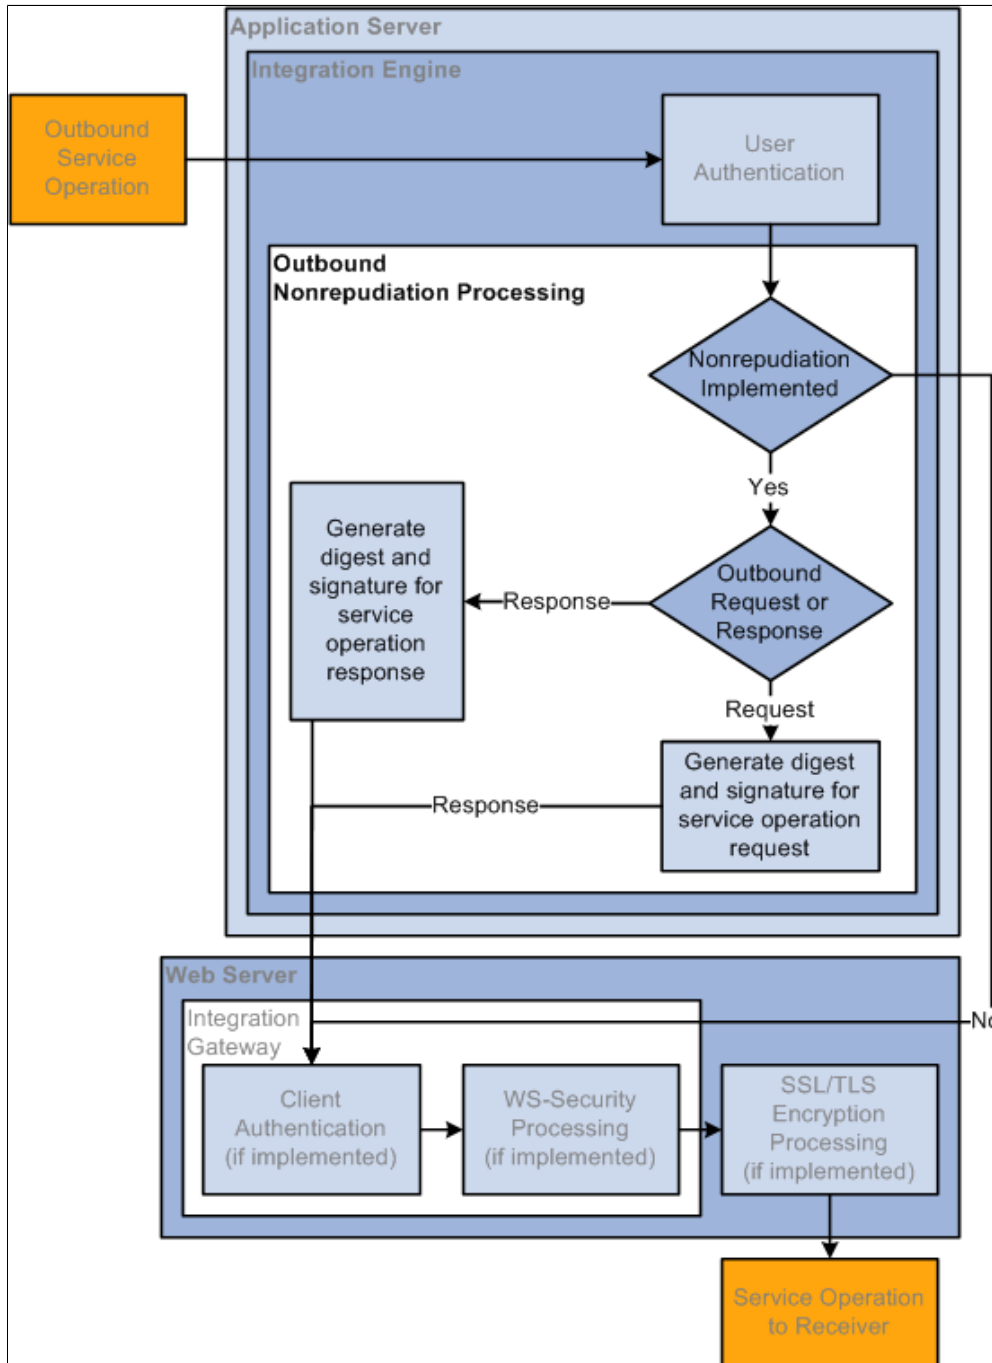 Application Server
Integration Engine
Outbound
Service
Operation
User
Authentication
Outbound
Nonrepudiation Processing
Nonrepudiation
Implemented
Yes
Generate
digest and
signature for
service
operation
response
Response
Outbound
Request or
Response
Request
Generate digest
and signature for
service operation
request
Response
Web Server
Integration
Gateway
No
Client
Authentication
(if implemented)
WS-Security
Processing
(if implemented)
SSL/TLS
Encryption
Processing
(if implemented)
Service Operation
to Receiver